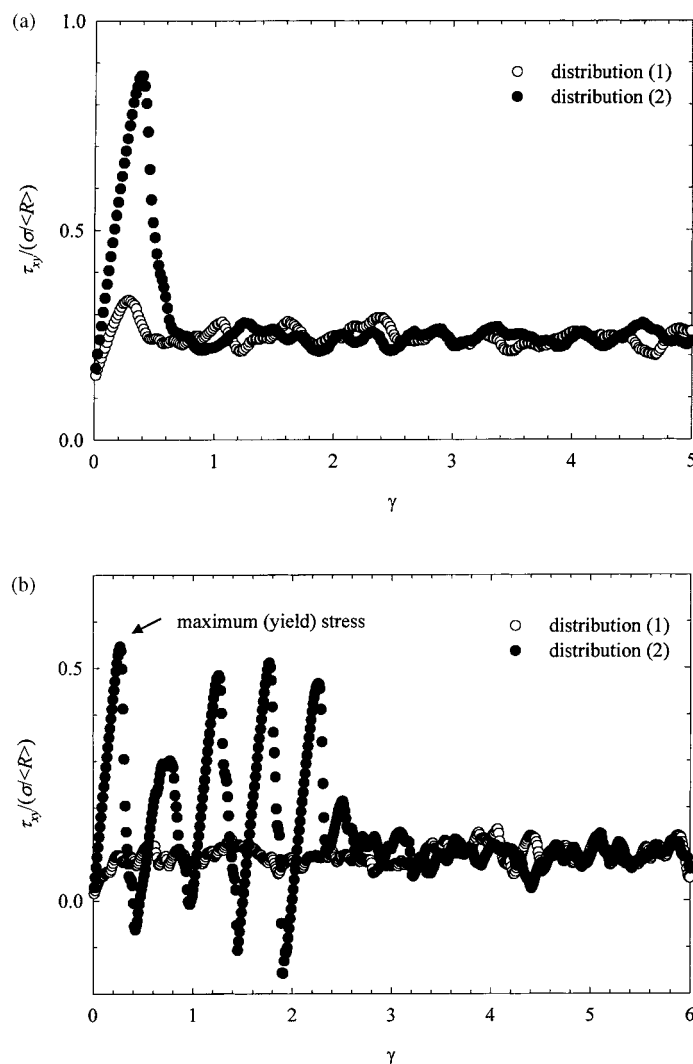 (a)
1.0
0.5
0.0
τxy/(σ/<R>)
○ distribution (1)
● distribution (2)
0 1 2 3 4 5
γ
(b)
0.5
0.0
τxy/(σ/<R>)
maximum (yield) stress
○ distribution (1)
● distribution (2)
0 1 2 3 4 5 6
γ